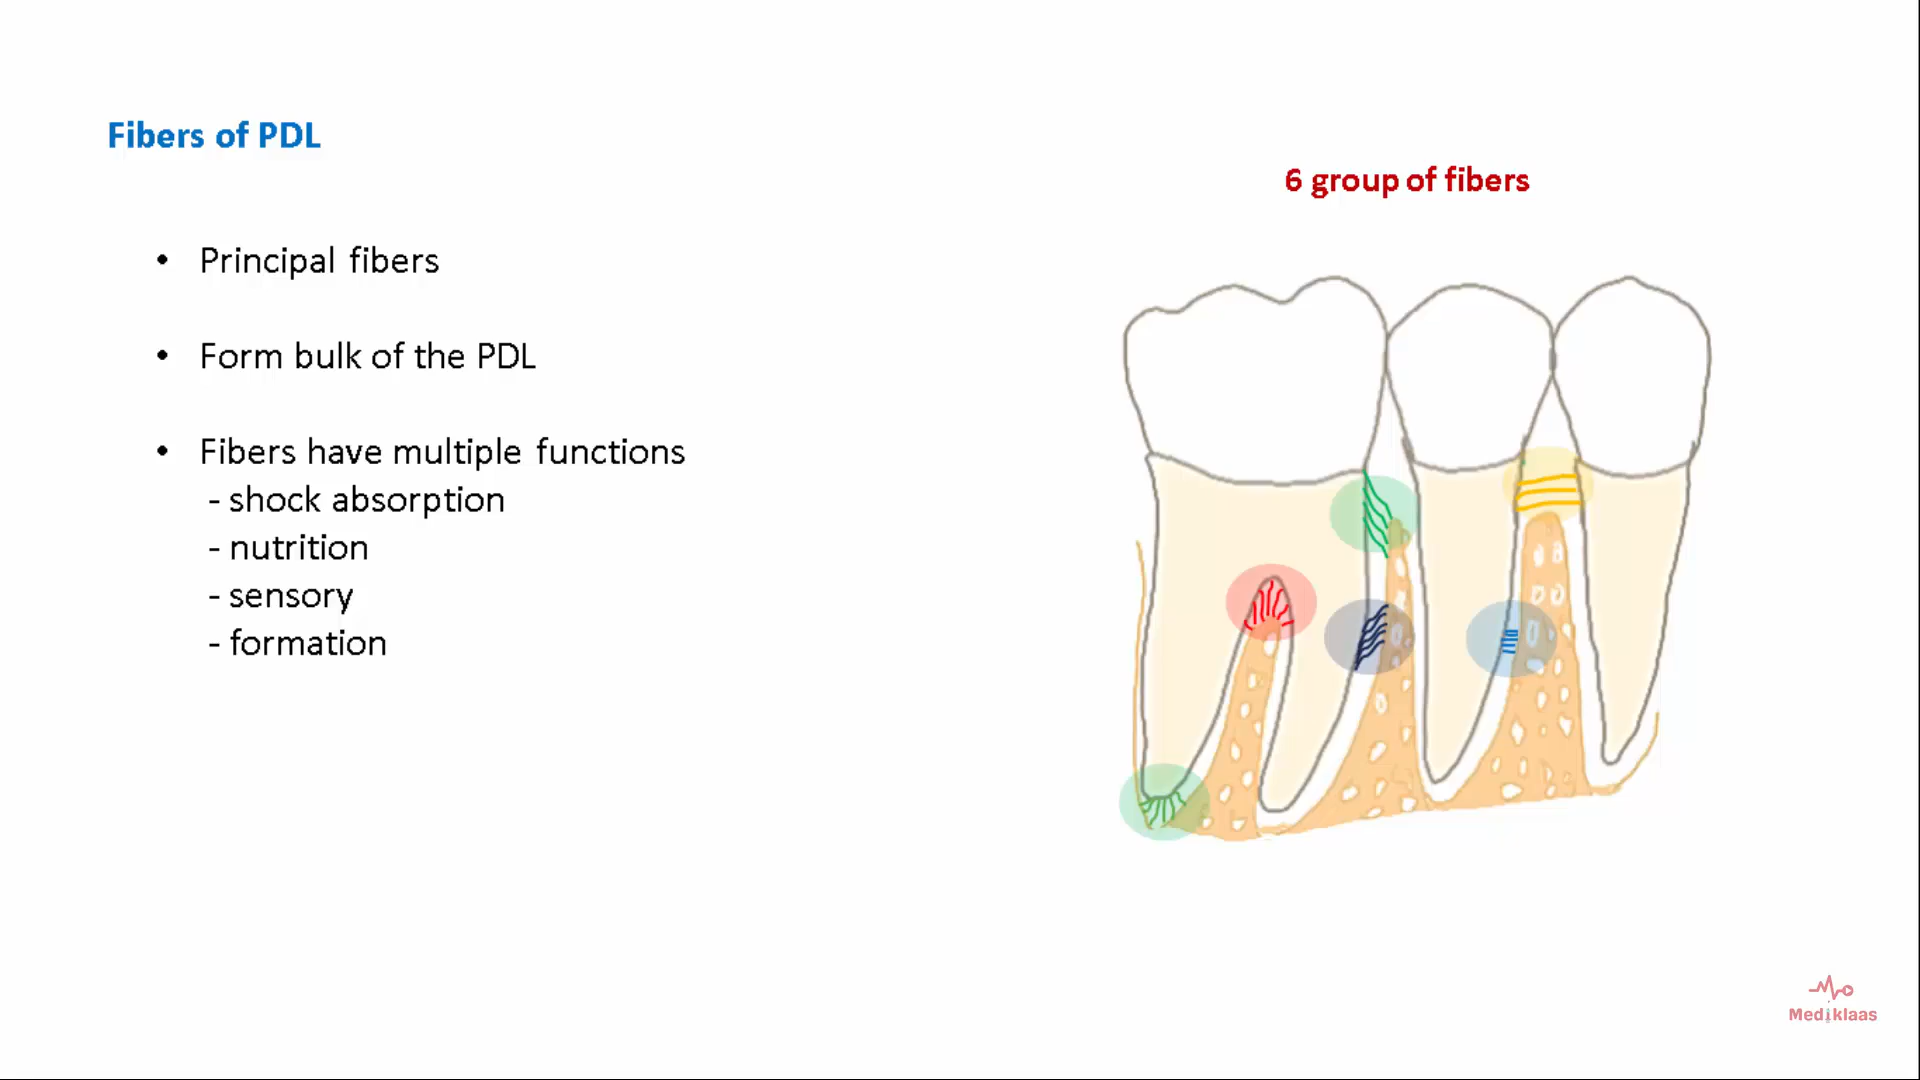 Fibers of PDL
6 group of fibers
• Principal fibers
• Form bulk of the PDL
• Fibers have multiple functions
- shock absorption
- nutrition
- sensory
- formation
Mediklaas